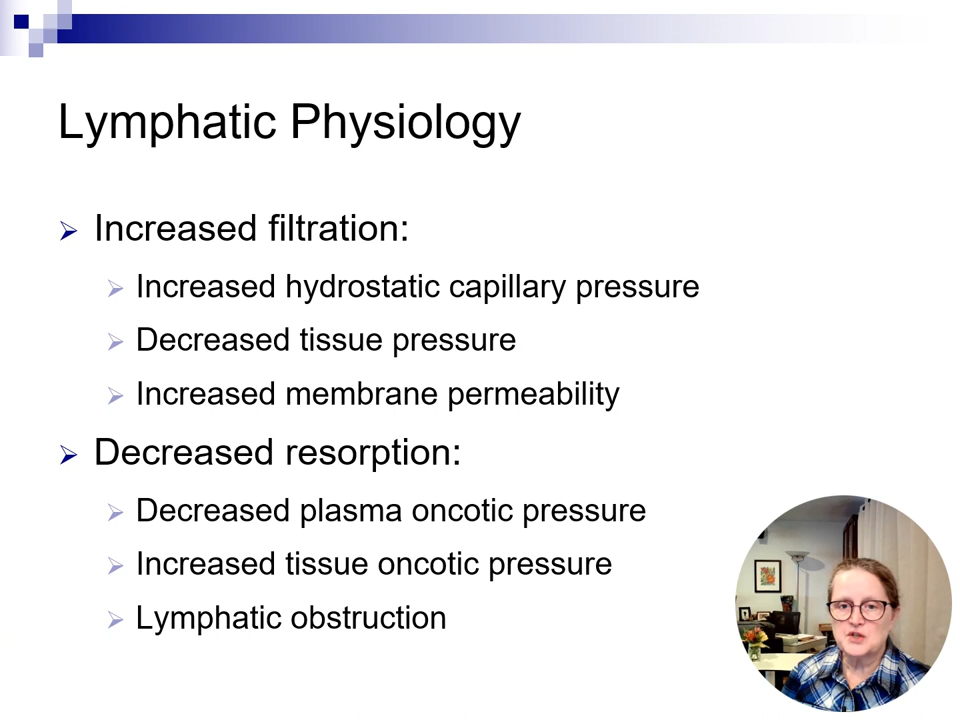 Lymphatic Physiology
Increased filtration:
Increased hydrostatic capillary pressure
Decreased tissue pressure
Increased membrane permeability
Decreased resorption:
Decreased plasma oncotic pressure
Increased tissue oncotic pressure
Lymphatic obstruction